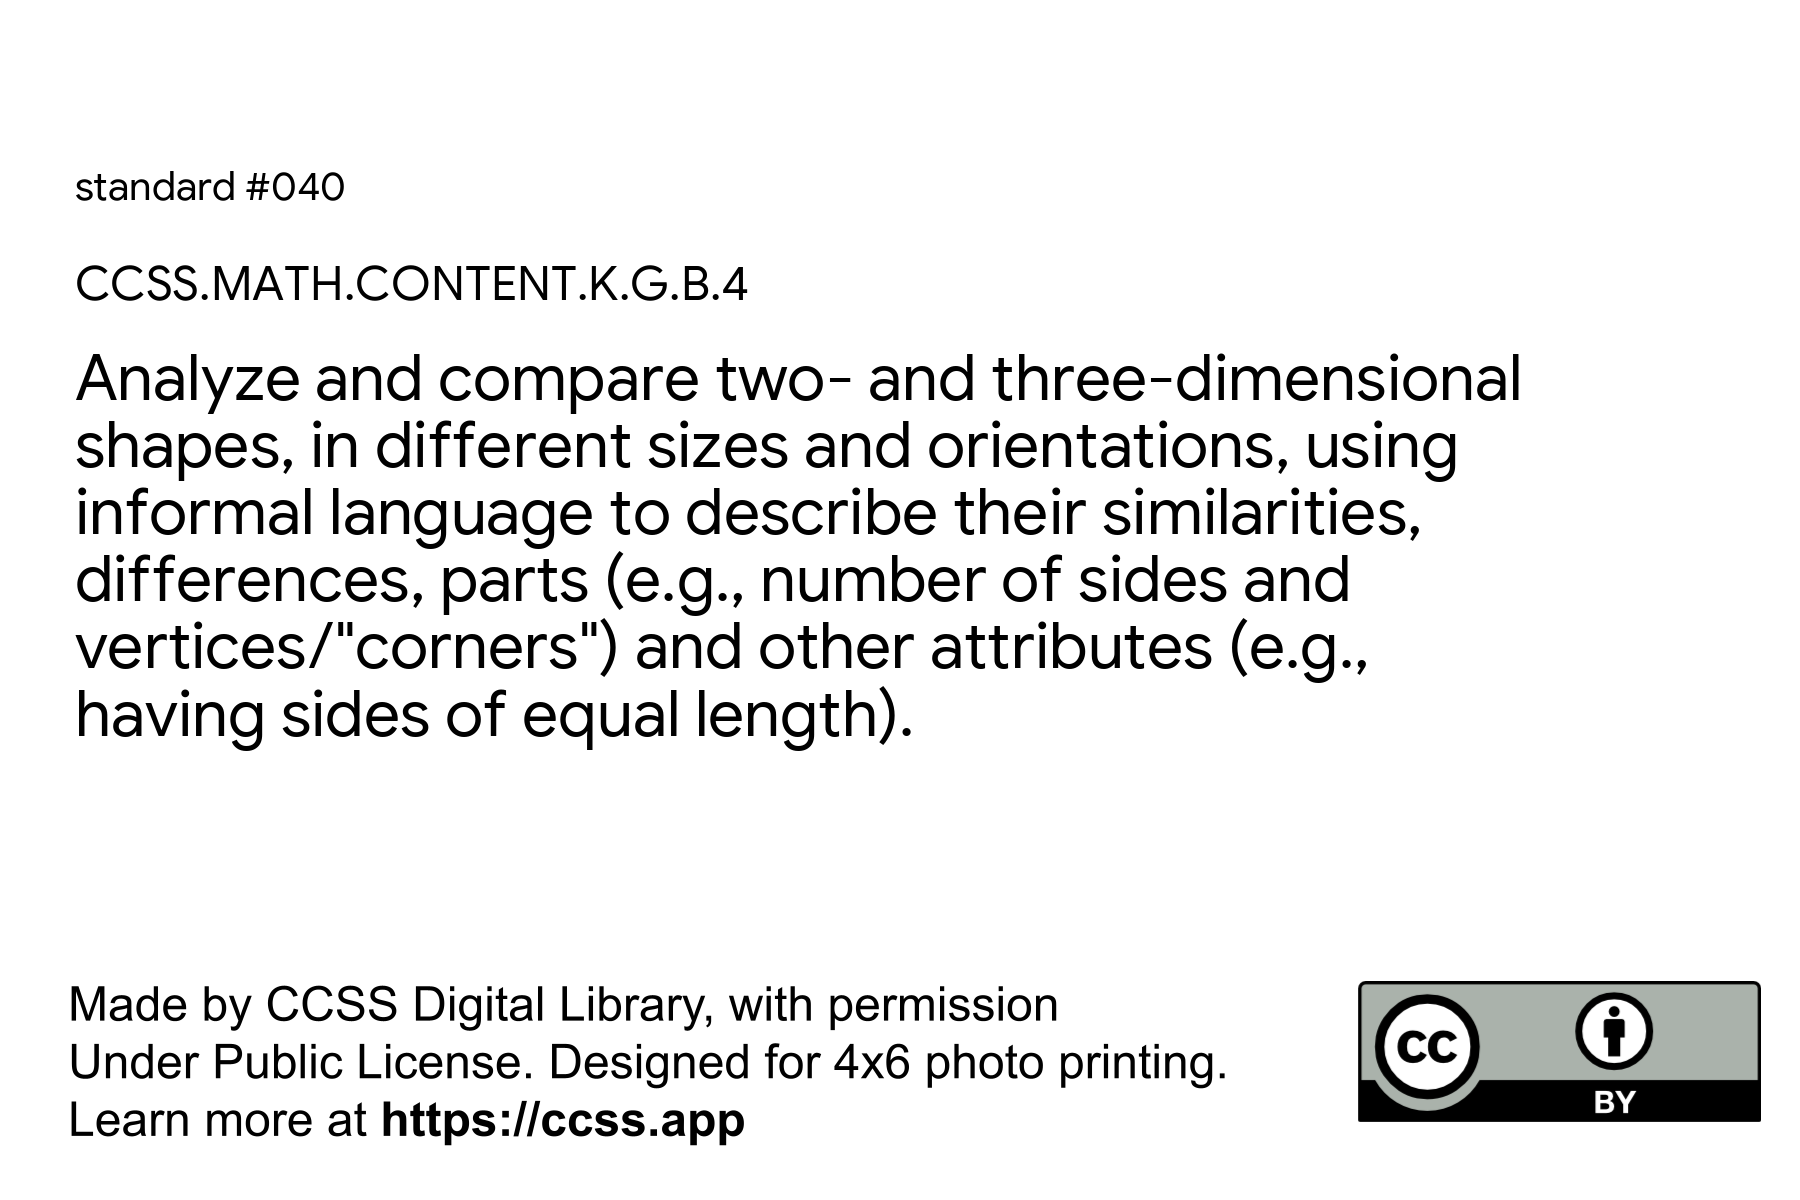 standard #040
CCSS.MATH.CONTENT.K.G.B.4
Analyze and compare two- and three-dimensional
shapes, in different sizes and orientations, using
informal language to describe their similarities,
differences, parts (e.g., number of sides and
vertices/"corners") and other attributes (e.g.,
having sides of equal length).
Made by CCSS Digital Library, with permission
Under Public License. Designed for 4x6 photo printing.
Learn more at https://ccss.app
cc
BY